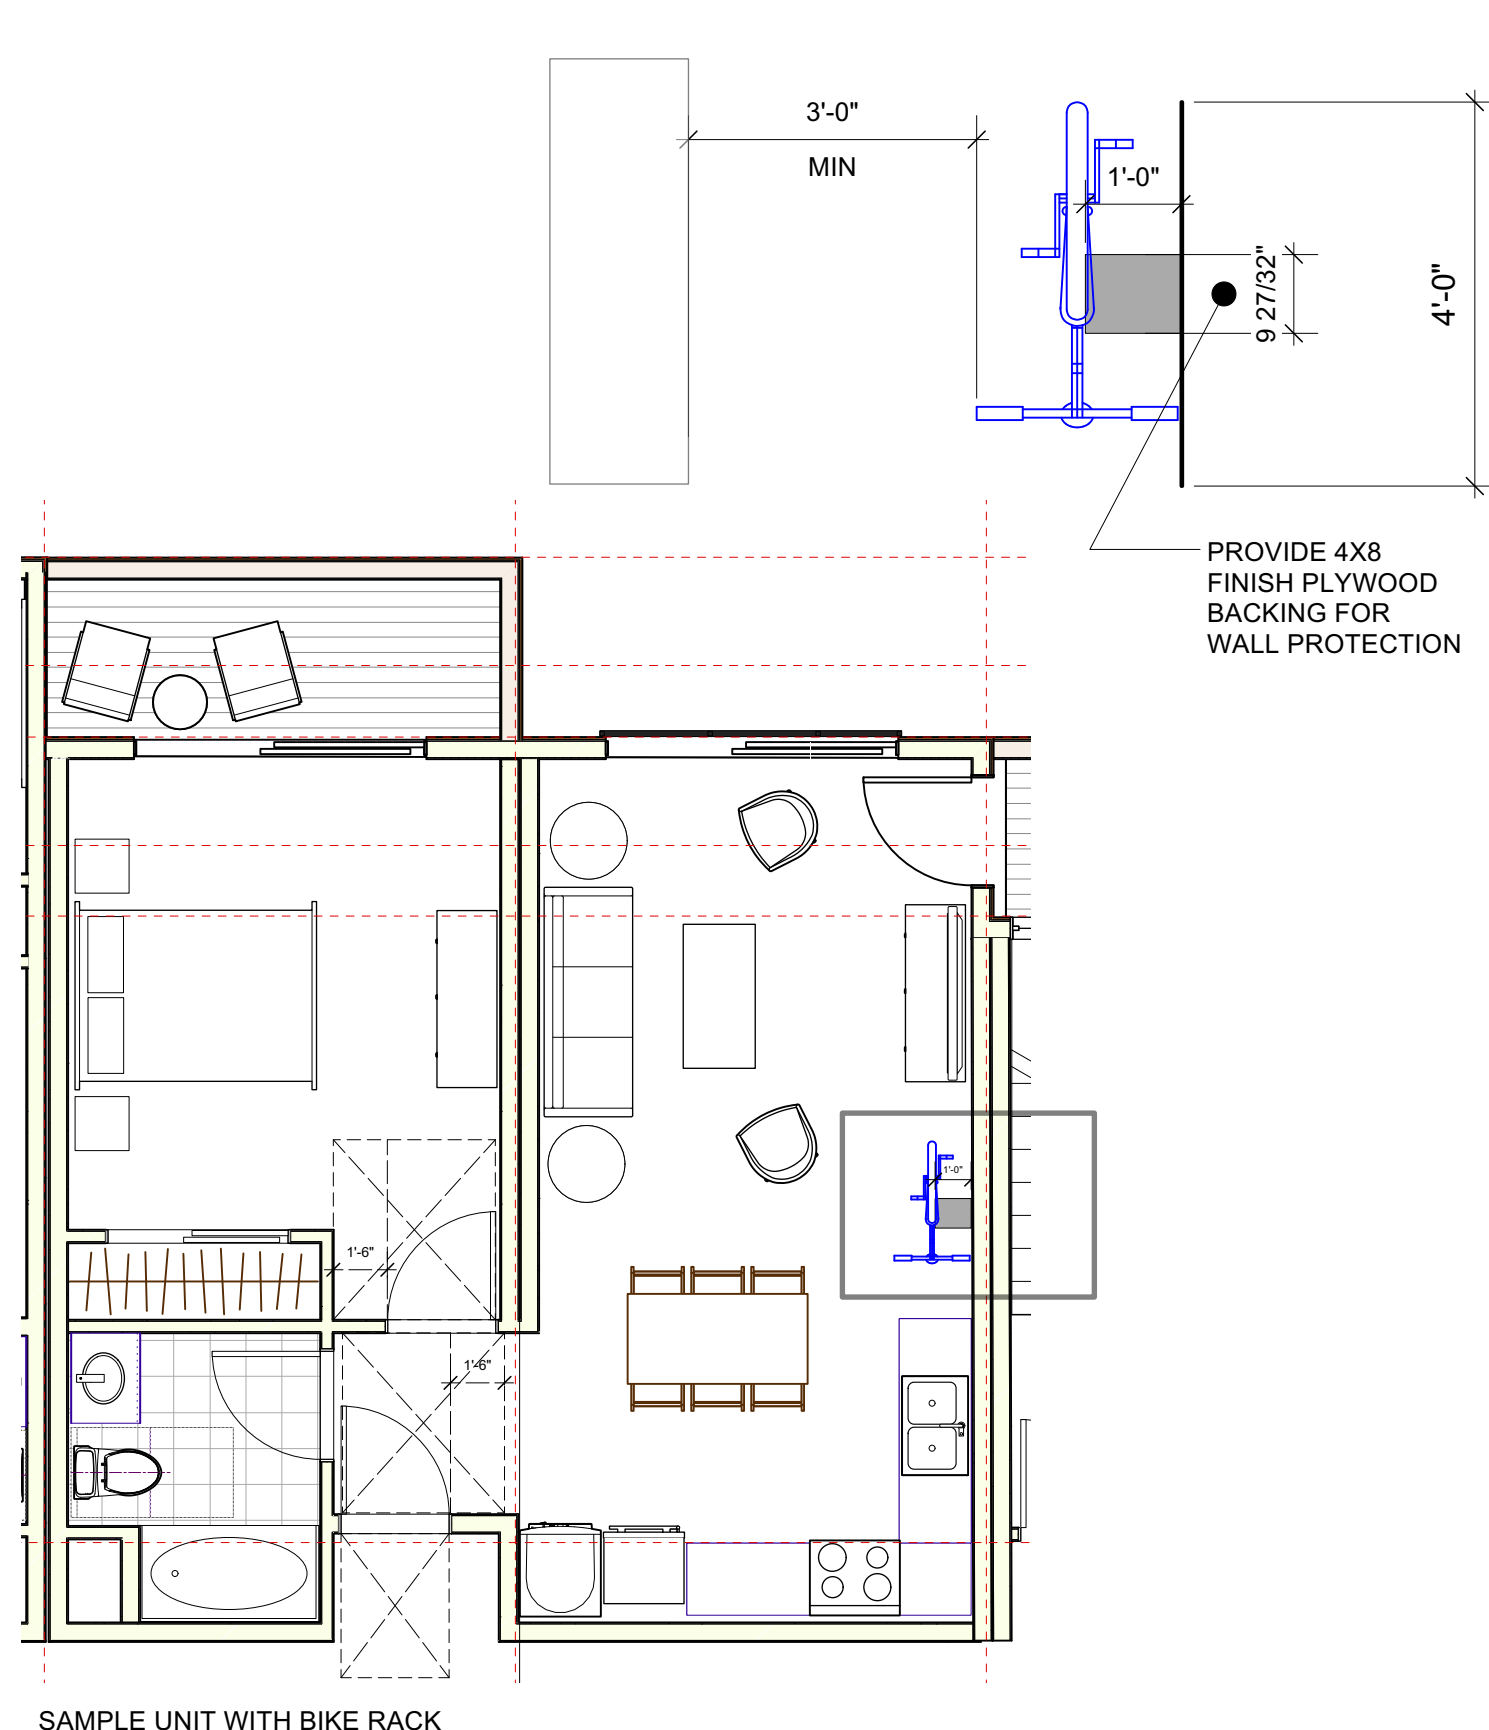 3'-0"
MIN
1'-0"
9 27/32"
4'-0"
PROVIDE 4X8
FINISH PLYWOOD
BACKING FOR
WALL PROTECTION
1'-0"
1'-6"
1'-6"
SAMPLE UNIT WITH BIKE RACK